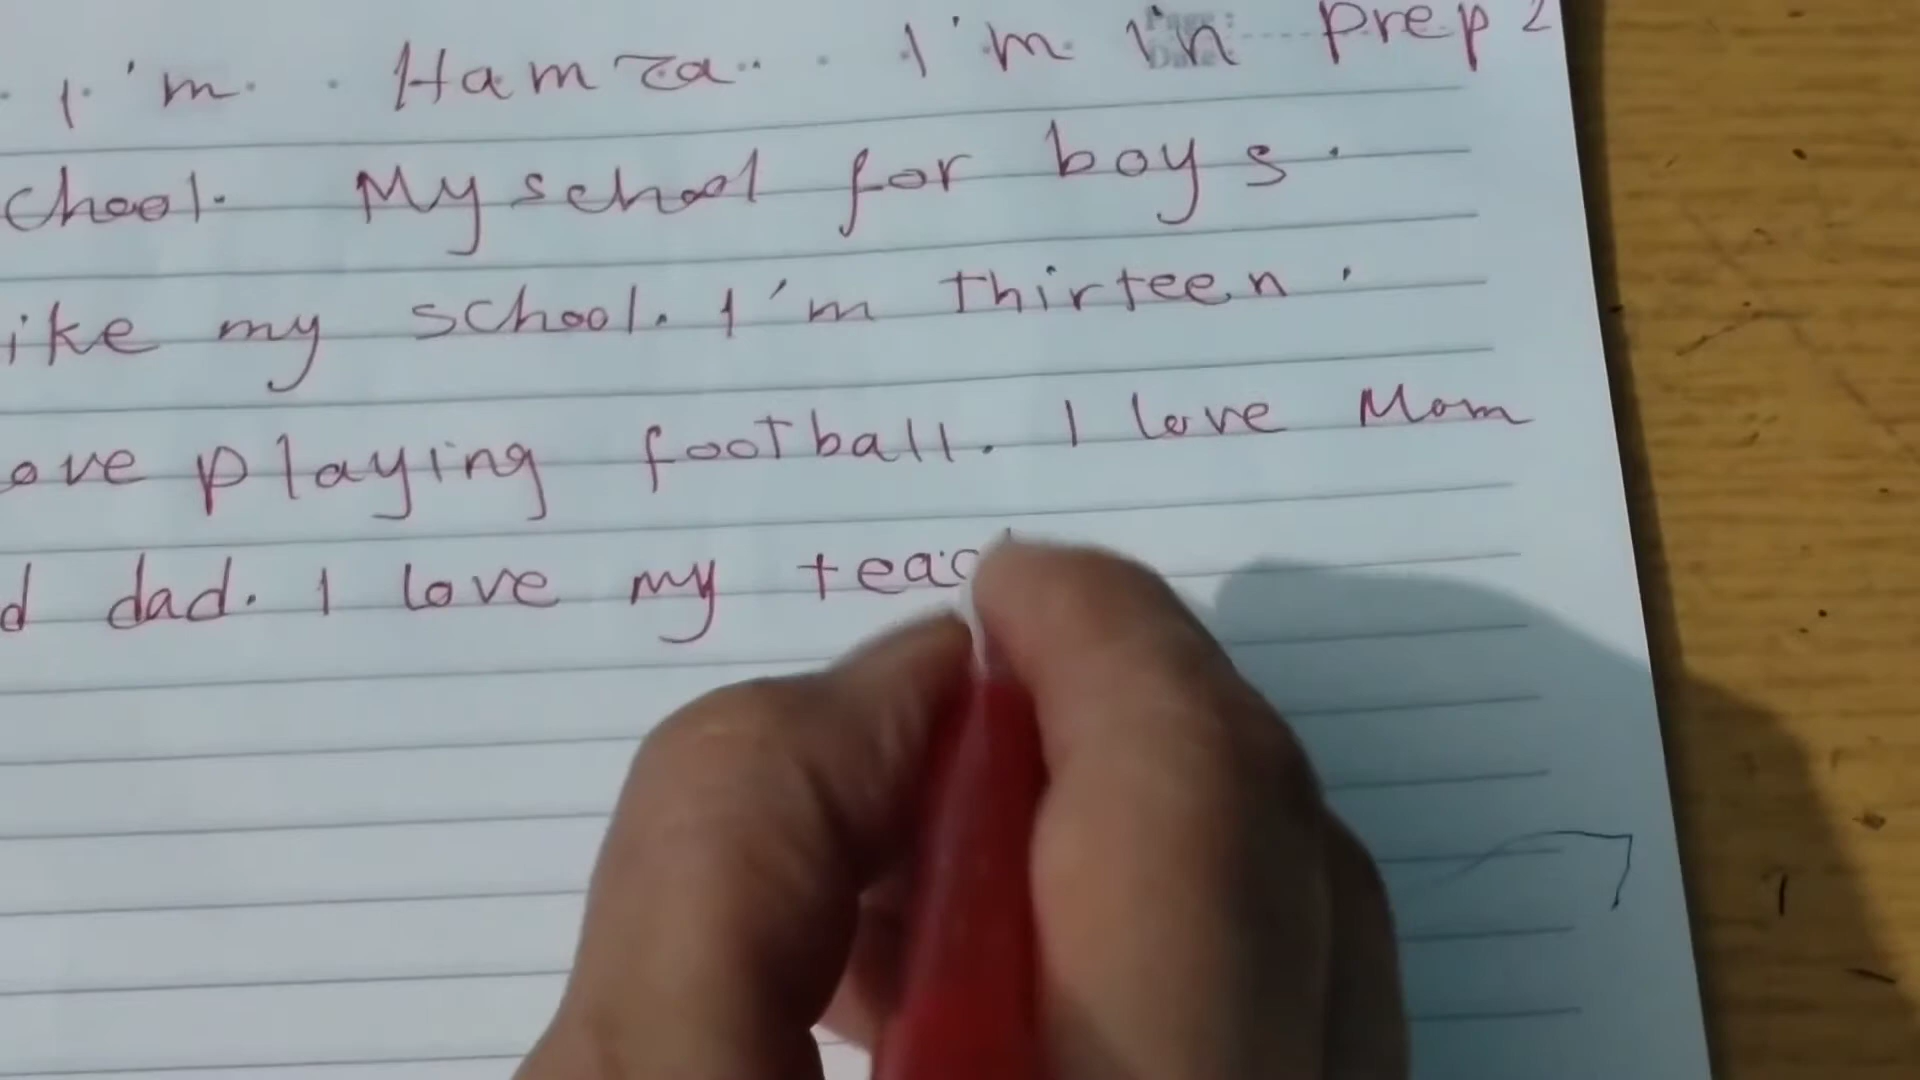 I'm Hamza. I'm in prep 2
chool. My school for boys.
ike my school. I'm thirteen.
ove playing football. I love Mom
d dad. I love my teac